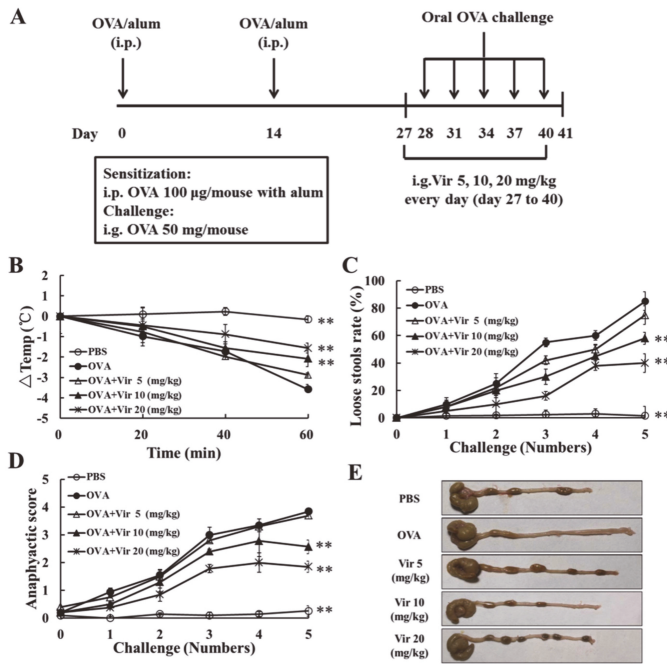 A
OVA/alum
(i.p.)
OVA/alum
(i.p.)
Oral OVA challenge
Day 0 14 27 28 31 34 37 40 41
Sensitization:
i.p. OVA 100 μg/mouse with alum
Challenge:
i.g. OVA 50 mg/mouse
i.g.Vir 5, 10, 20 mg/kg
every day (day 27 to 40)
B
△Temp (℃)
2
1
0
-1
-2
-3
-4
-5
PBS
OVA
OVA+Vir 5 (mg/kg)
OVA+Vir 10 (mg/kg)
OVA+Vir 20 (mg/kg)
**
**
**
0 20 40 60
Time (min)
C
Loose stools rate (%)
100
80
60
40
20
0
PBS
OVA
OVA+Vir 5 (mg/kg)
OVA+Vir 10 (mg/kg)
OVA+Vir 20 (mg/kg)
**
**
**
0 1 2 3 4 5
Challenge (Numbers)
D
Anaphyactic score
5
4
3
2
1
0
PBS
OVA
OVA+Vir 5 (mg/kg)
OVA+Vir 10 (mg/kg)
OVA+Vir 20 (mg/kg)
**
**
**
0 1 2 3 4 5
Challenge (Numbers)
E
PBS
OVA
Vir 5
(mg/kg)
Vir 10
(mg/kg)
Vir 20
(mg/kg)